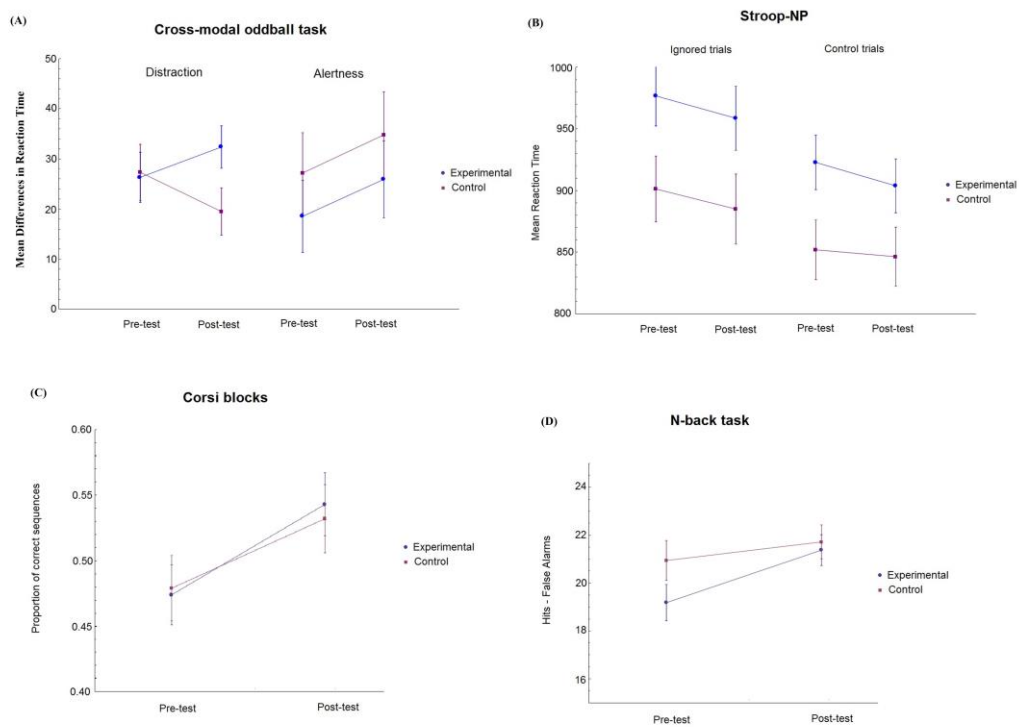 (A)
Cross-modal oddball task
Mean Differences in Reaction Time
50
40
30
20
10
0
Distraction
Alertness
Experimental
Control
Pre-test
Post-test
Pre-test
Post-test
(B)
Stroop-NP
Ignored trials
Control trials
Mean Reaction Time
1000
950
900
850
800
Experimental
Control
Pre-test
Post-test
Pre-test
Post-test
(C)
Corsi blocks
Proportion of correct sequences
0.60
0.55
0.50
0.45
0.40
Experimental
Control
Pre-test
Post-test
(D)
N-back task
Hits - False Alarms
24
22
20
18
16
Experimental
Control
Pre-test
Post-test